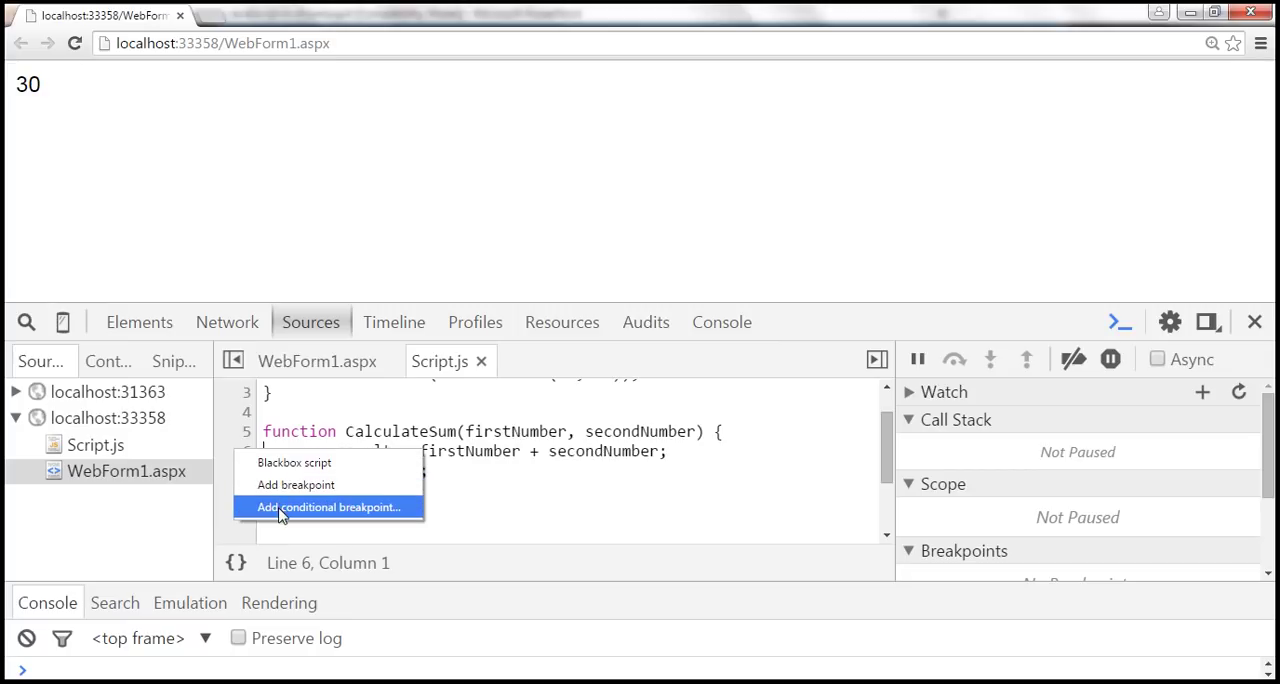 localhost:33358/WebForm
localhost:33358/WebForm1.aspx
30
Elements Network Sources Timeline Profiles Resources Audits Console
Sour... Cont... Snip... WebForm1.aspx Script.js Async
localhost:31363
localhost:33358
Script.js
WebForm1.aspx
3 }
4
5 function CalculateSum(firstNumber, secondNumber) {
firstNumber + secondNumber;
Blackbox script
Add breakpoint
Add conditional breakpoint...
{} Line 6, Column 1
Watch
Call Stack
Not Paused
Scope
Not Paused
Breakpoints
Console Search Emulation Rendering
<top frame> Preserve log
>